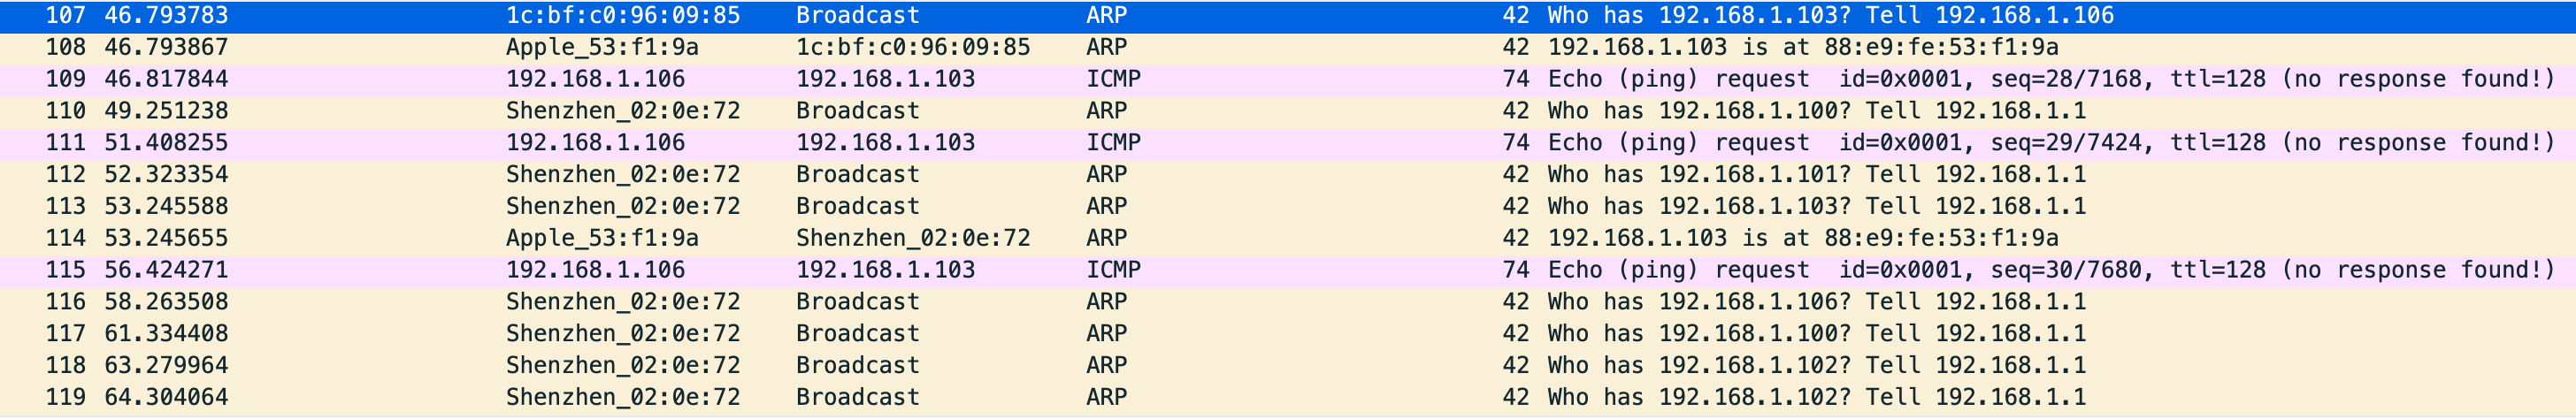 107 46.793783 1c:bf:c0:96:09:85 Broadcast ARP 42 Who has 192.168.1.103? Tell 192.168.1.106
108 46.793867 Apple_53:f1:9a 1c:bf:c0:96:09:85 ARP 42 192.168.1.103 is at 88:e9:fe:53:f1:9a
109 46.817844 192.168.1.106 192.168.1.103 ICMP 74 Echo (ping) request id=0x0001, seq=28/7168, ttl=128 (no response found!)
110 49.251238 Shenzhen_02:0e:72 Broadcast ARP 42 Who has 192.168.1.100? Tell 192.168.1.1
111 51.408255 192.168.1.106 192.168.1.103 ICMP 74 Echo (ping) request id=0x0001, seq=29/7424, ttl=128 (no response found!)
112 52.323354 Shenzhen_02:0e:72 Broadcast ARP 42 Who has 192.168.1.101? Tell 192.168.1.1
113 53.245588 Shenzhen_02:0e:72 Broadcast ARP 42 Who has 192.168.1.103? Tell 192.168.1.1
114 53.245655 Apple_53:f1:9a Shenzhen_02:0e:72 ARP 42 192.168.1.103 is at 88:e9:fe:53:f1:9a
115 56.424271 192.168.1.106 192.168.1.103 ICMP 74 Echo (ping) request id=0x0001, seq=30/7680, ttl=128 (no response found!)
116 58.263508 Shenzhen_02:0e:72 Broadcast ARP 42 Who has 192.168.1.106? Tell 192.168.1.1
117 61.334408 Shenzhen_02:0e:72 Broadcast ARP 42 Who has 192.168.1.100? Tell 192.168.1.1
118 63.279964 Shenzhen_02:0e:72 Broadcast ARP 42 Who has 192.168.1.102? Tell 192.168.1.1
119 64.304064 Shenzhen_02:0e:72 Broadcast ARP 42 Who has 192.168.1.102? Tell 192.168.1.1